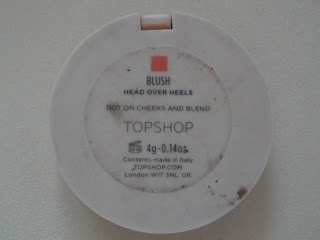 BLUSH
HEAD OVER HEELS
DOT ON CHEEKS AND BLEND
TOPSHOP
4g-0.14oz.
Contents made in Italy
TOPSHOP.COM
London W1T 3NL UK